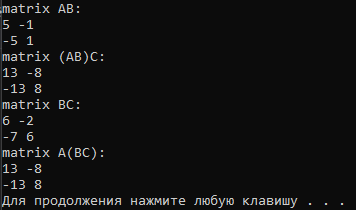 matrix AB:
5 -1
-5 1
matrix (AB)C:
13 -8
-13 8
matrix BC:
6 -2
-7 6
matrix A(BC):
13 -8
-13 8
Для продолжения нажмите любую клавишу . . .